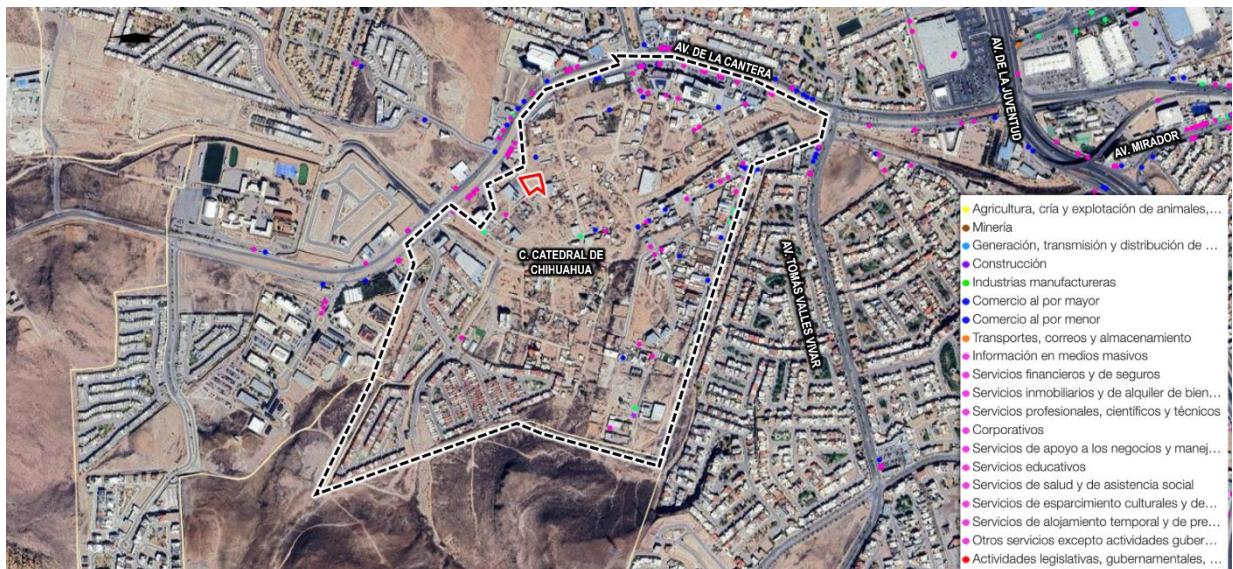 AV. DE LA CANTERA
AV. DE LA JUVENTUD
AV. MIRADOR
C. CATEDRAL DE
CHIHUAHUA
AV. TOMÁS VALLES VIVAR
Agricultura, cría y explotación de animales,...
Minería
Generación, transmisión y distribución de ...
Construcción
Industrias manufactureras
Comercio al por mayor
Comercio al por menor
Transportes, correos y almacenamiento
Información en medios masivos
Servicios financieros y de seguros
Servicios inmobiliarios y de alquiler de bien...
Servicios profesionales, científicos y técnicos
Corporativos
Servicios de apoyo a los negocios y manej...
Servicios educativos
Servicios de salud y de asistencia social
Servicios de esparcimiento culturales y de...
Servicios de alojamiento temporal y de pre...
Otros servicios excepto actividades guber...
Actividades legislativas, gubernamentales, ...